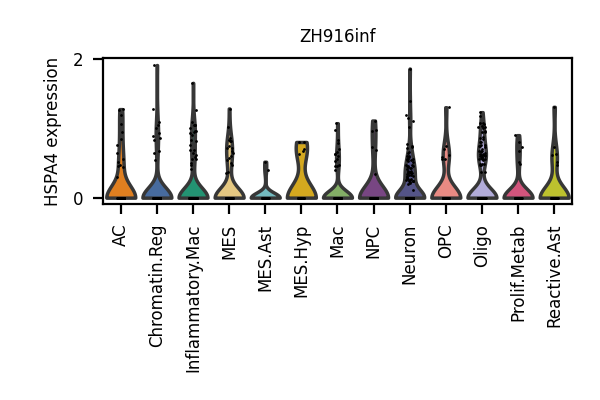 ZH916inf
HSPA4 expression
2
0
AC
Chromatin.Reg
Inflammatory.Mac
MES
MES.Ast
MES.Hyp
Mac
NPC
Neuron
OPC
Oligo
Prolif.Metab
Reactive.Ast